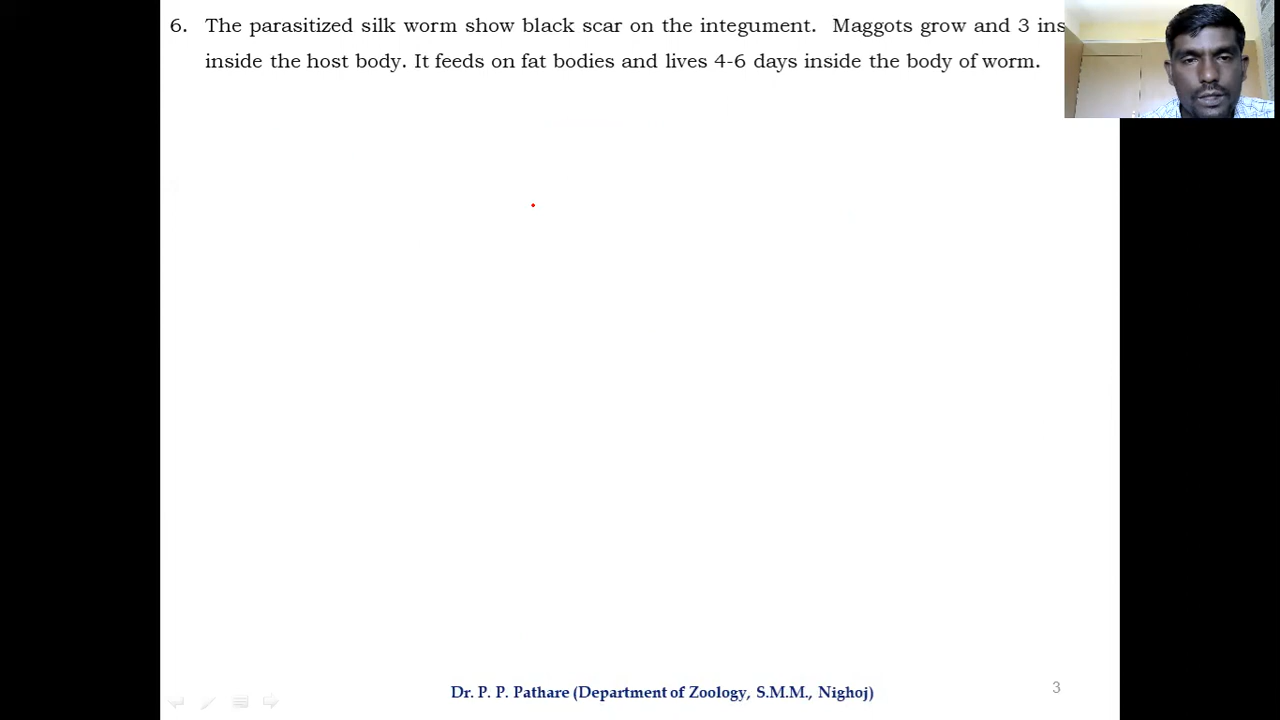 6. The parasitized silk worm show black scar on the integument. Maggots grow and 3
inside the host body. It feeds on fat bodies and lives 4-6 days inside the body of worm.
Dr. P. P. Pathare (Department of Zoology, S.M.M., Nighoj)
3